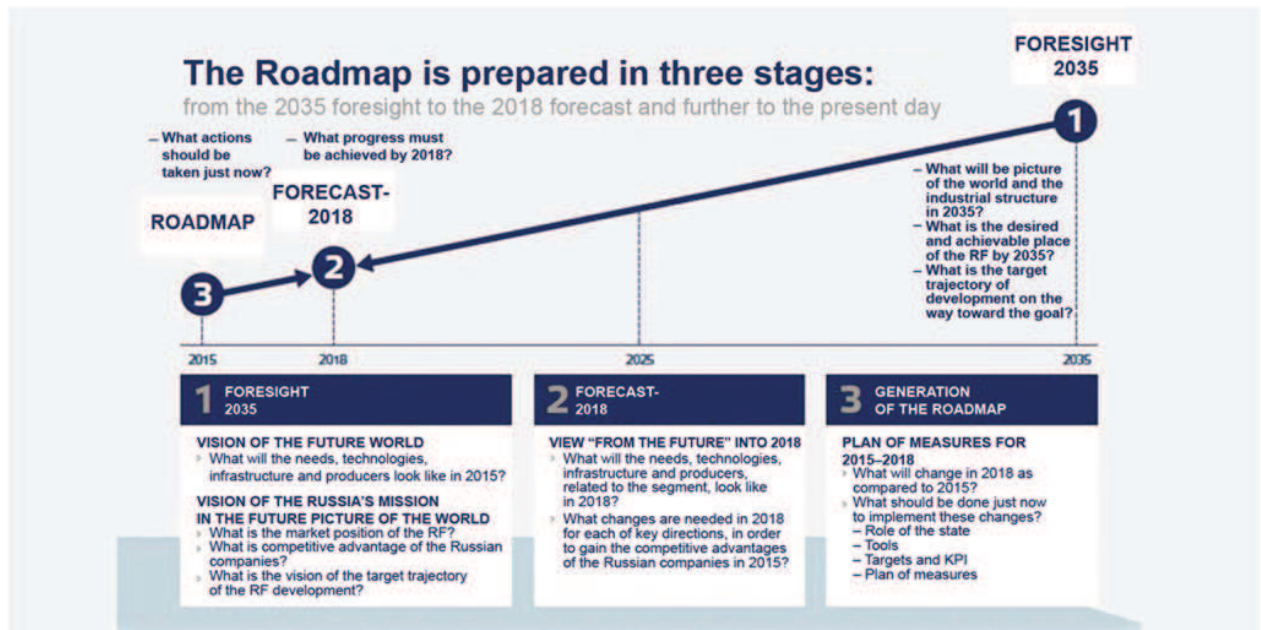 FORESIGHT
2035
The Roadmap is prepared in three stages:
from the 2035 foresight to the 2018 forecast and further to the present day
1
– What actions
should be
taken just now?
– What progress must
be achieved by 2018?
FORECAST-
2018
ROADMAP
– What will be picture
of the world and the
industrial structure
in 2035?
– What is the desired
and achievable place
of the RF by 2035?
– What is the target
trajectory of
development on the
way toward the goal?
2
3
2015
2018
2025
2035
1 FORESIGHT
2035
VISION OF THE FUTURE WORLD
› What will the needs, technologies,
infrastructure and producers look like in 2015?
VISION OF THE RUSSIA'S MISSION
IN THE FUTURE PICTURE OF THE WORLD
› What is the market position of the RF?
› What is competitive advantage of the Russian
companies?
› What is the vision of the target trajectory
of the RF development?
2 FORECAST-
2018
VIEW “FROM THE FUTURE” INTO 2018
› What will the needs, technologies,
infrastructure and producers,
related to the segment, look like
in 2018?
› What changes are needed in 2018
for each of key directions, in order
to gain the competitive advantages
of the Russian companies in 2015?
3 GENERATION
OF THE ROADMAP
PLAN OF MEASURES FOR
2015–2018
› What will change in 2018 as
compared to 2015?
› What should be done just now
to implement these changes?
– Role of the state
– Tools
– Targets and KPI
– Plan of measures